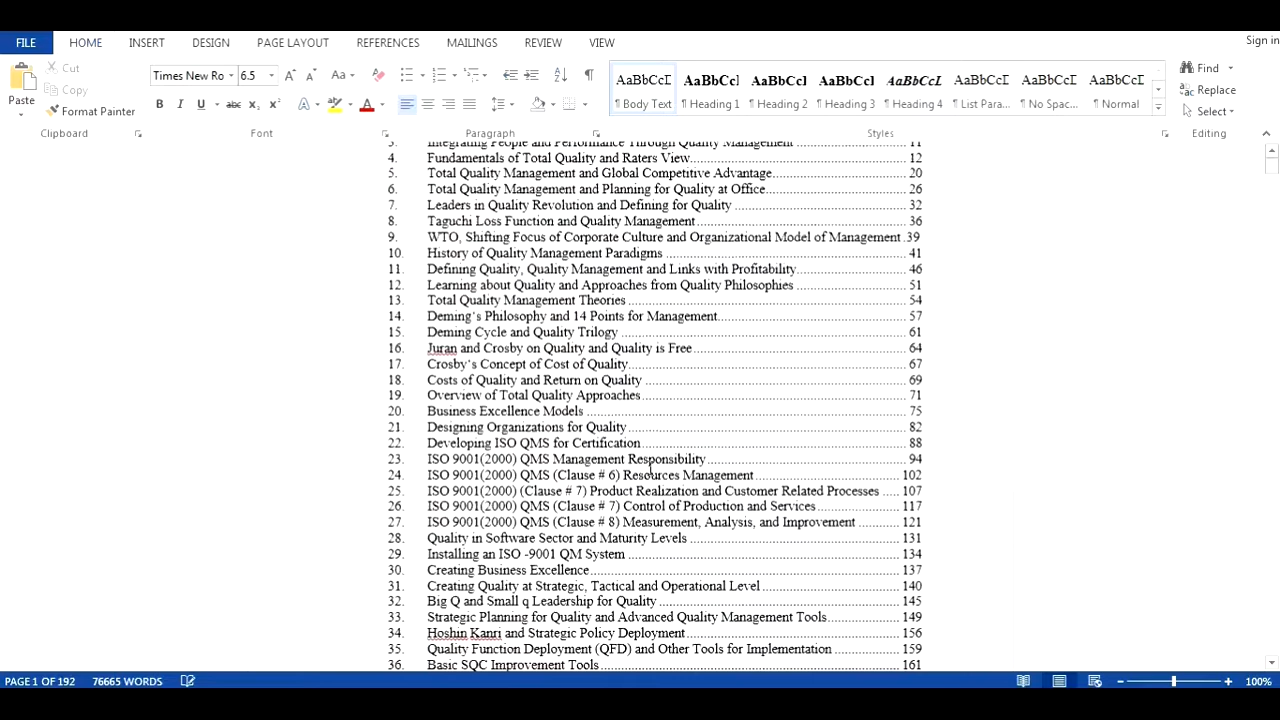 Sign in
FILE HOME INSERT DESIGN PAGE LAYOUT REFERENCES MAILINGS REVIEW VIEW
Cut
Copy
Format Painter
Paste
Clipboard
Times New Ro 6.5
Font
Paragraph
AaBbCcD AaBbCcI AaBbCcI AaBbCcI AaBbCcL AaBbCcD AaBbCcD AaBbCcD
¶ Body Text ¶ Heading 1 ¶ Heading 2 ¶ Heading 3 ¶ Heading 4 ¶ List Para... ¶ No Spac... ¶ Normal
Styles
Find
Replace
Select
Editing
3. Integrating People and Performance Through Quality Management 11
4. Fundamentals of Total Quality and Raters View 12
5. Total Quality Management and Global Competitive Advantage 20
6. Total Quality Management and Planning for Quality at Office 26
7. Leaders in Quality Revolution and Defining for Quality 32
8. Taguchi Loss Function and Quality Management 36
9. WTO, Shifting Focus of Corporate Culture and Organizational Model of Management 39
10. History of Quality Management Paradigms 41
11. Defining Quality, Quality Management and Links with Profitability 46
12. Learning about Quality and Approaches from Quality Philosophies 51
13. Total Quality Management Theories 54
14. Deming's Philosophy and 14 Points for Management 57
15. Deming Cycle and Quality Trilogy 61
16. Juran and Crosby on Quality and Quality is Free 64
17. Crosby's Concept of Cost of Quality 67
18. Costs of Quality and Return on Quality 69
19. Overview of Total Quality Approaches 71
20. Business Excellence Models 75
21. Designing Organizations for Quality 82
22. Developing ISO QMS for Certification 88
23. ISO 9001(2000) QMS Management Responsibility 94
24. ISO 9001(2000) QMS (Clause # 6) Resources Management 102
25. ISO 9001(2000) (Clause # 7) Product Realization and Customer Related Processes 107
26. ISO 9001(2000) QMS (Clause # 7) Control of Production and Services 117
27. ISO 9001(2000) QMS (Clause # 8) Measurement, Analysis, and Improvement 121
28. Quality in Software Sector and Maturity Levels 131
29. Installing an ISO -9001 QM System 134
30. Creating Business Excellence 137
31. Creating Quality at Strategic, Tactical and Operational Level 140
32. Big Q and Small q Leadership for Quality 145
33. Strategic Planning for Quality and Advanced Quality Management Tools 149
34. Hoshin Kanri and Strategic Policy Deployment 156
35. Quality Function Deployment (QFD) and Other Tools for Implementation 159
36. Basic SQC Improvement Tools 161
PAGE 1 OF 192 76665 WORDS 100%